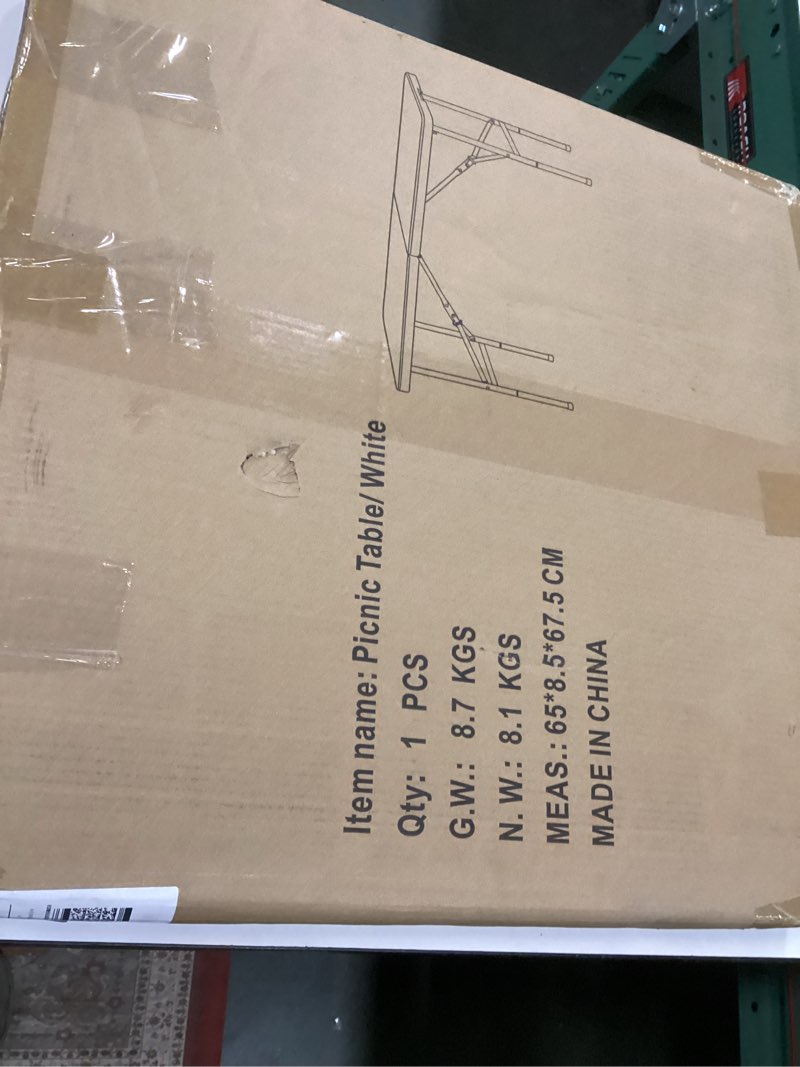 Item name: Picnic Table/ White
Qty: 1 PCS
G.W.: 8.7 KGS
N. W.: 8.1 KGS
MEAS.: 65*8.5*67.5 CM
MADE IN CHINA